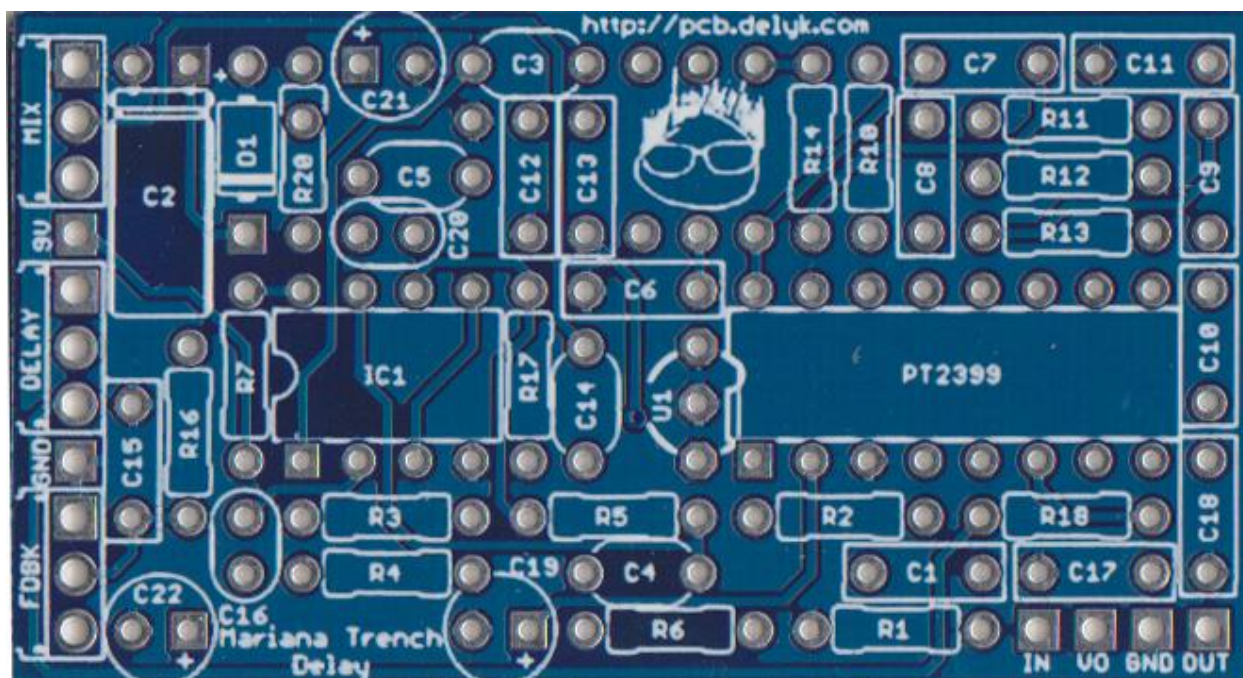 http://pcb.delyk.com
MIX
C2
D1
R20
C21
C3
C5
C20
C12
C13
R14
R10
C7
C11
C8
R11
R12
R13
C9
9V
DELAY
R7
IC1
R17
C6
C14
U1
PT2399
C10
GND
C15
R16
FDBK
R3
R5
R2
R18
C18
R4
C19
C4
C1
C17
C22
C16
R6
R1
Mariana Trench
Delay
IN VO GND OUT